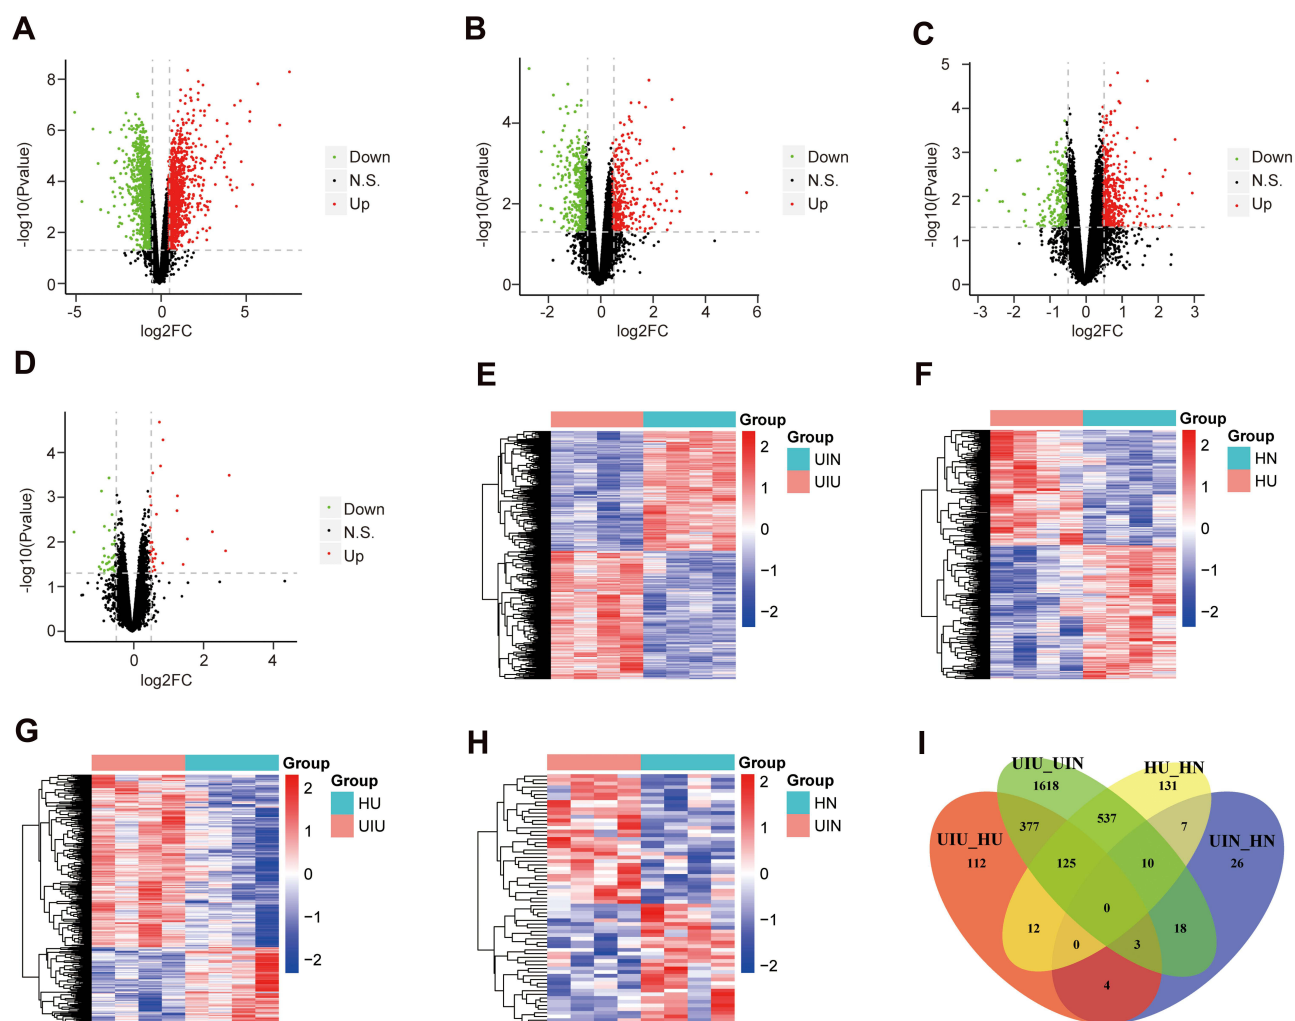 A
8
6
4
2
0
-5
0
5
-log10(Pvalue)
log2FC
Down
N.S.
Up
B
4
2
0
-2
0
2
4
6
-log10(Pvalue)
log2FC
Down
N.S.
Up
C
5
4
3
2
1
0
-3
-2
-1
0
1
2
3
-log10(Pvalue)
log2FC
Down
N.S.
Up
D
4
3
2
1
0
0
2
4
-log10(Pvalue)
log2FC
Down
N.S.
Up
E
Group
2
1
0
−1
−2
Group
UIN
UIU
F
Group
2
1
0
−1
−2
Group
HN
HU
G
Group
2
1
0
−1
−2
Group
HU
UIU
H
Group
2
1
0
−1
−2
Group
HN
UIN
I
UIU_UIN
HU_HN
1618
131
377
537
7
UIU_HU
UIN_HN
112
125
10
26
0
12
0
3
18
4